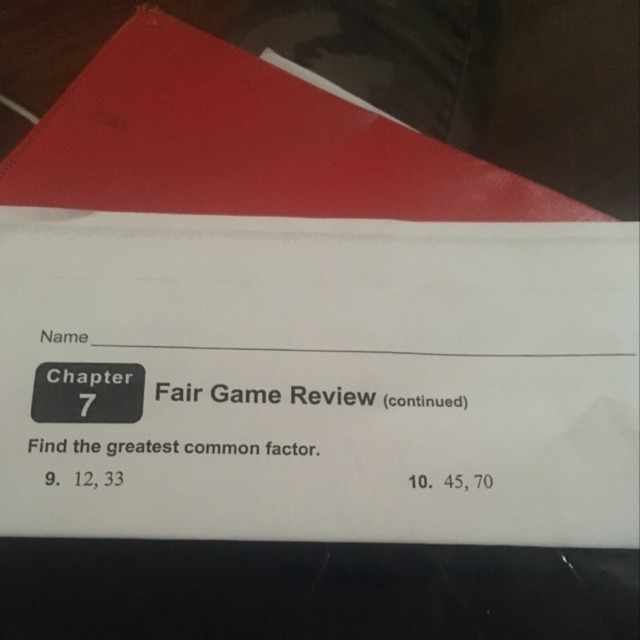 Name
Chapter
7
Fair Game Review (continued)
Find the greatest common factor.
9. 12, 33
10. 45, 70